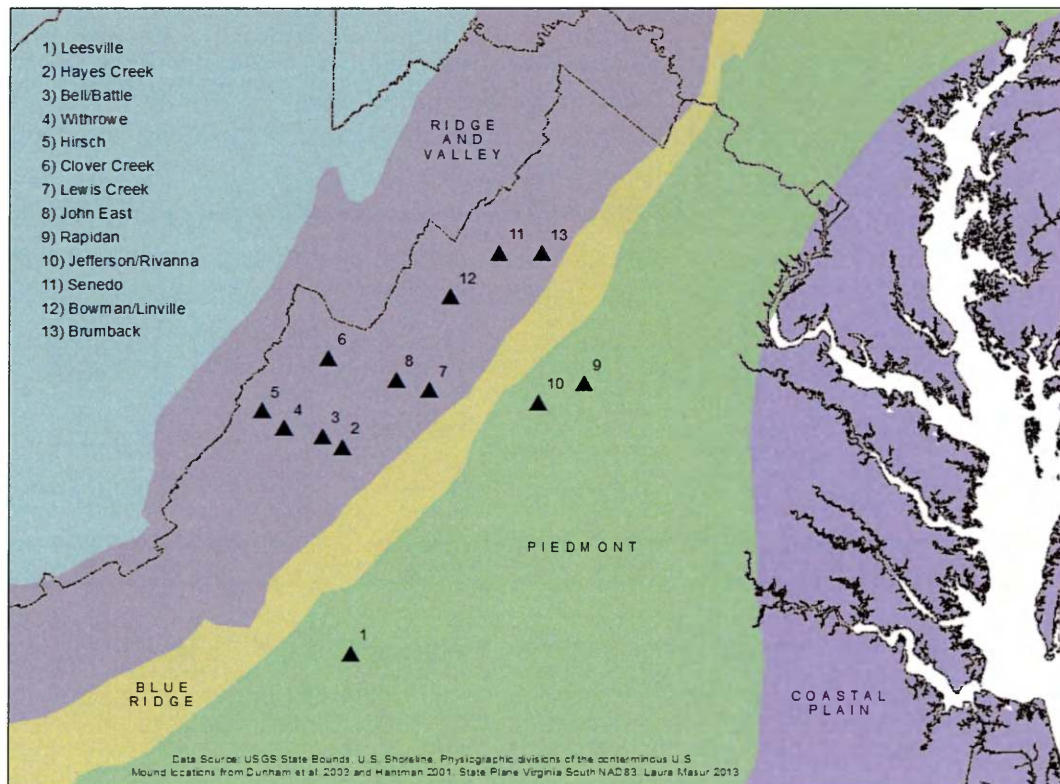 1) Leesville
2) Hayes Creek
3) Bell/Battle
4) Withrowe
5) Hirsch
6) Clover Creek
7) Lewis Creek
8) John East
9) Rapidan
10) Jefferson/Rivanna
11) Senedo
12) Bowman/Linville
13) Brumback
RIDGE
AND
VALLEY
11
13
12
6
8
7
9
10
5
4
3
2
PIEDMONT
1
BLUE
RIDGE
COASTAL
PLAIN
Data Source: USGS State Bounds, U.S. Shoreline, Physiographic divisions of the conterminous U.S.
Mound locations from Dunham et al. 2003 and Hantman 2001. State Plane Virginia South NAD83. Laura Masur 2013